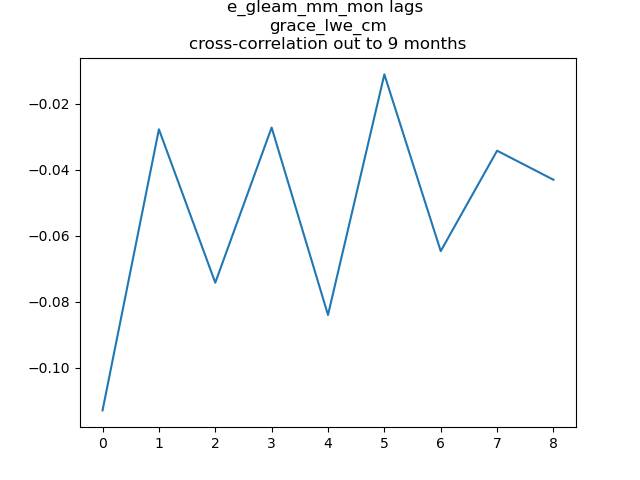 e_gleam_mm_mon lags
grace_lwe_cm
cross-correlation out to 9 months
−0.02
−0.04
−0.06
−0.08
−0.10
0 1 2 3 4 5 6 7 8